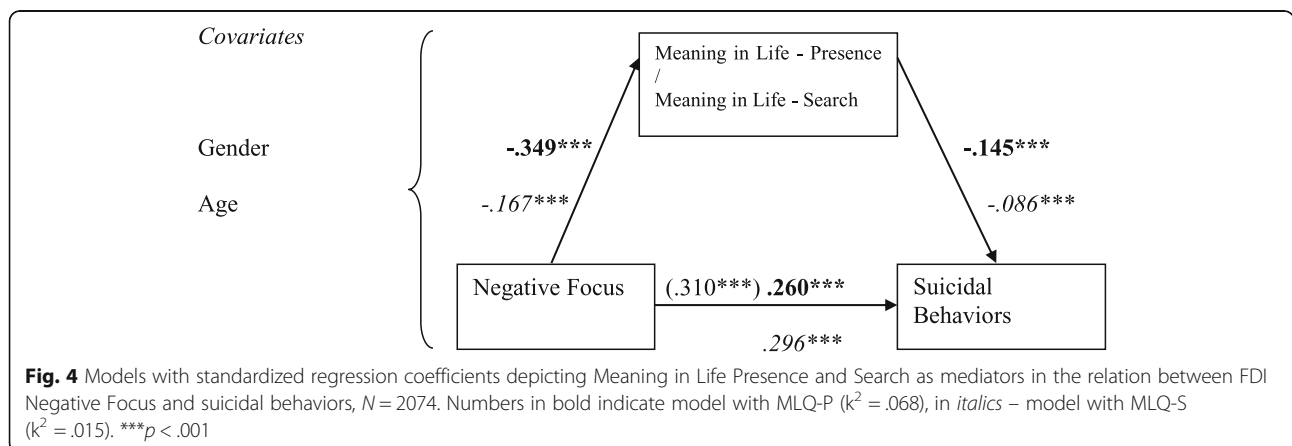 Covariates
Meaning in Life - Presence
/
Meaning in Life - Search
Gender
-.349***
-.145***
Age
-.167***
-.086***
Negative Focus
(.310***) .260***
Suicidal
Behaviors
.296***
Fig. 4 Models with standardized regression coefficients depicting Meaning in Life Presence and Search as mediators in the relation between FDI
Negative Focus and suicidal behaviors, N = 2074. Numbers in bold indicate model with MLQ-P (k² = .068), in italics – model with MLQ-S
(k² = .015). ***p < .001